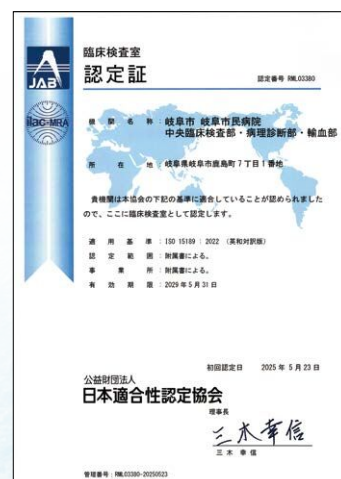 JAB
ilac-MRA
臨床検査室
認定証
認定番号 RML03380
機関名称：岐阜市 岐阜市民病院
中央臨床検査部・病理診断部・輸血部
所在地：岐阜県岐阜市鹿島町7丁目1番地
貴機関は本協会の下記の基準に適合していることが認められました
ので、ここに臨床検査室として認定します。
適用基準：ISO 15189：2022（英和対訳版）
認定範囲：附属書による。
事業所：附属書による。
有効期限：2029年5月31日
初回認定日 2025年5月23日
公益財団法人
日本適合性認定協会
理事長
三木幸信
三木幸信
管理番号：RML03380-20250523